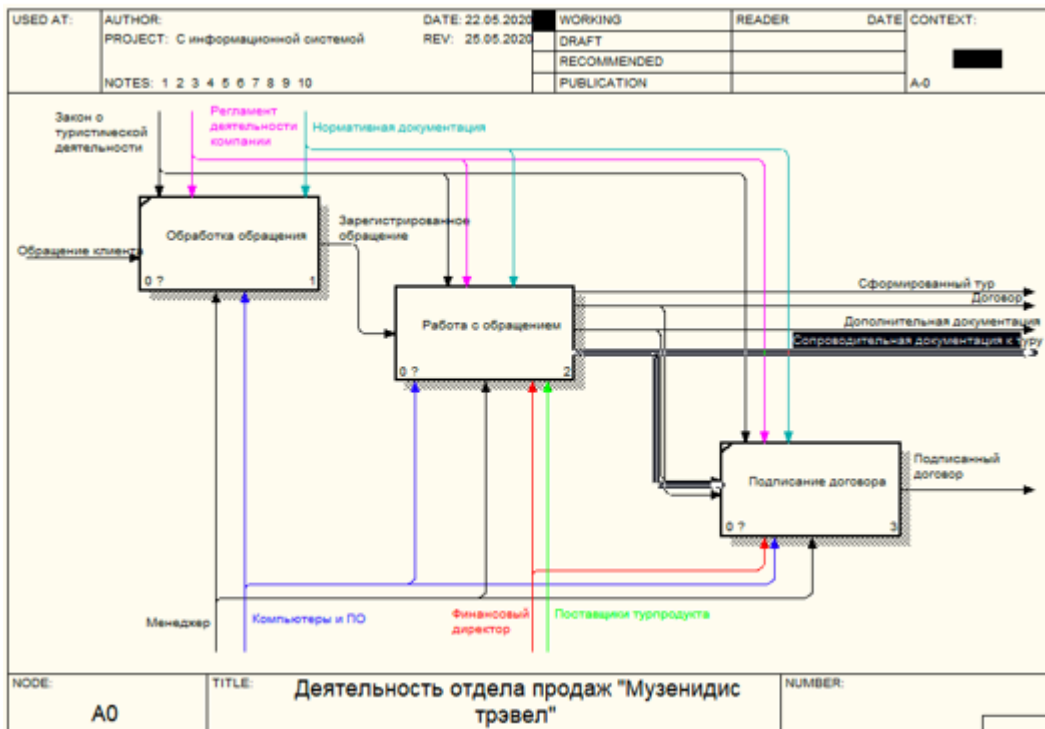 USED AT:
AUTHOR:
DATE: 22.05.2020
PROJECT: С информационной системой
REV: 25.05.2020
NOTES: 1 2 3 4 5 6 7 8 9 10
WORKING
DRAFT
RECOMMENDED
PUBLICATION
READER
DATE
CONTEXT:
A-0
Закон о
туристической
деятельности
Регламент
деятельности
компании
Нормативная документация
Обращение клиента
Обработка обращения
0 ?
1
Зарегистрированное
обращение
Работа с обращением
0 ?
2
Сформированный тур
Договор
Дополнительная документация
Сопроводительная документация к туру
Подписание договора
0 ?
3
Подписанный
договор
Менеджер
Компьютеры и ПО
Финансовый
директор
Поставщики турпродукта
NODE:
A0
TITLE:
Деятельность отдела продаж "Музенидис
трэвел"
NUMBER: